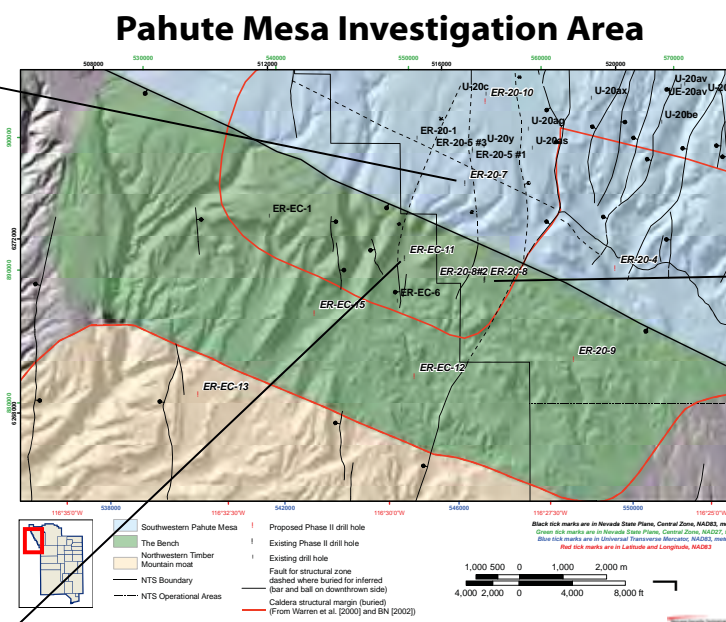 Pahute Mesa Investigation Area
530000 540000 550000 560000 570000
508000 512000 516000 520000
U-20av
U-20c
ER-20-10
U-20ax
UE-20av
U-20be
ER-20-1
U-20ag
ER-20-5 #3
U-20y
U-20as
ER-20-5 #1
900000
ER-20-7
ER-EC-1
6272000
ER-EC-11
ER-20-4
890000
ER-20-8#2 ER-20-8
ER-EC-6
ER-EC-15
ER-20-9
ER-EC-12
ER-EC-13
880000
116°35'0"W 116°32'30"W 116°30'0"W 116°27'30"W
538000 542000 546000 550000
Southwestern Pahute Mesa
The Bench
Northwestern Timber
Mountain moat
NTS Boundary
NTS Operational Areas
Proposed Phase II drill hole
Existing Phase II drill hole
Existing drill hole
Fault for structural zone
dashed where buried for inferred
(bar and ball on downthrown side)
Caldera structural margin (buried)
(From Warren et al. [2000] and BN [2002])
Black tick marks are in Nevada State Plane, Central Zone, NAD83,
Green tick marks are in Nevada State Plane, Central Zone, NAD27,
Blue tick marks are in Universal Transverse Mercator, NAD83,
Red tick marks are in Latitude and Longitude, NAD83
1,000 500 0 1,000 2,000 m
4,000 2,000 0 4,000 8,000 ft